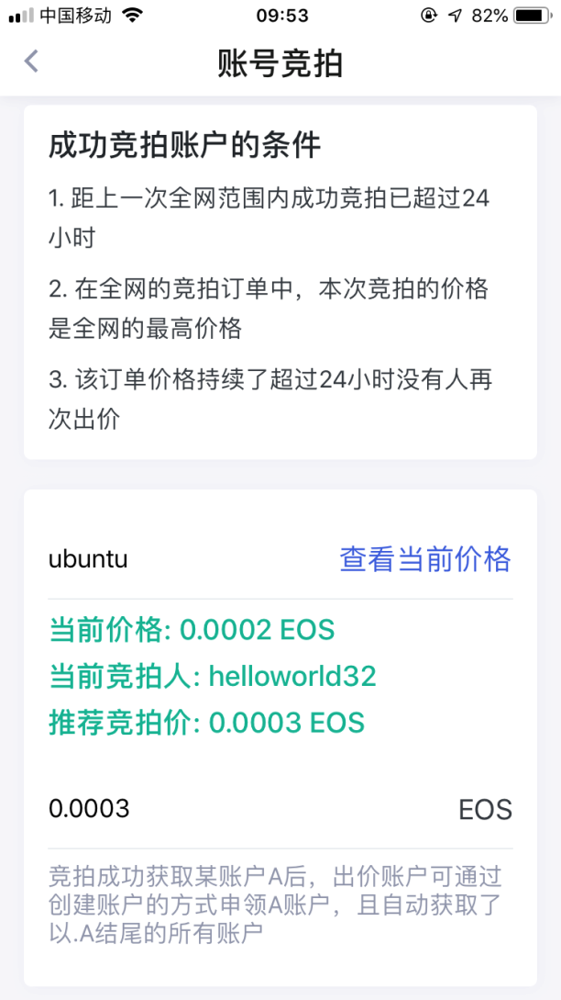 中国移动 09:53 82%
账号竞拍
成功竞拍账户的条件
1. 距上一次全网范围内成功竞拍已超过24
小时
2. 在全网的竞拍订单中，本次竞拍的价格
是全网的最高价格
3. 该订单价格持续了超过24小时没有人再
次出价
ubuntu 查看当前价格
当前价格: 0.0002 EOS
当前竞拍人: helloworld32
推荐竞拍价: 0.0003 EOS
0.0003 EOS
竞拍成功获取某账户A后，出价账户可通过
创建账户的方式申领A账户，且自动获取了
以.A结尾的所有账户